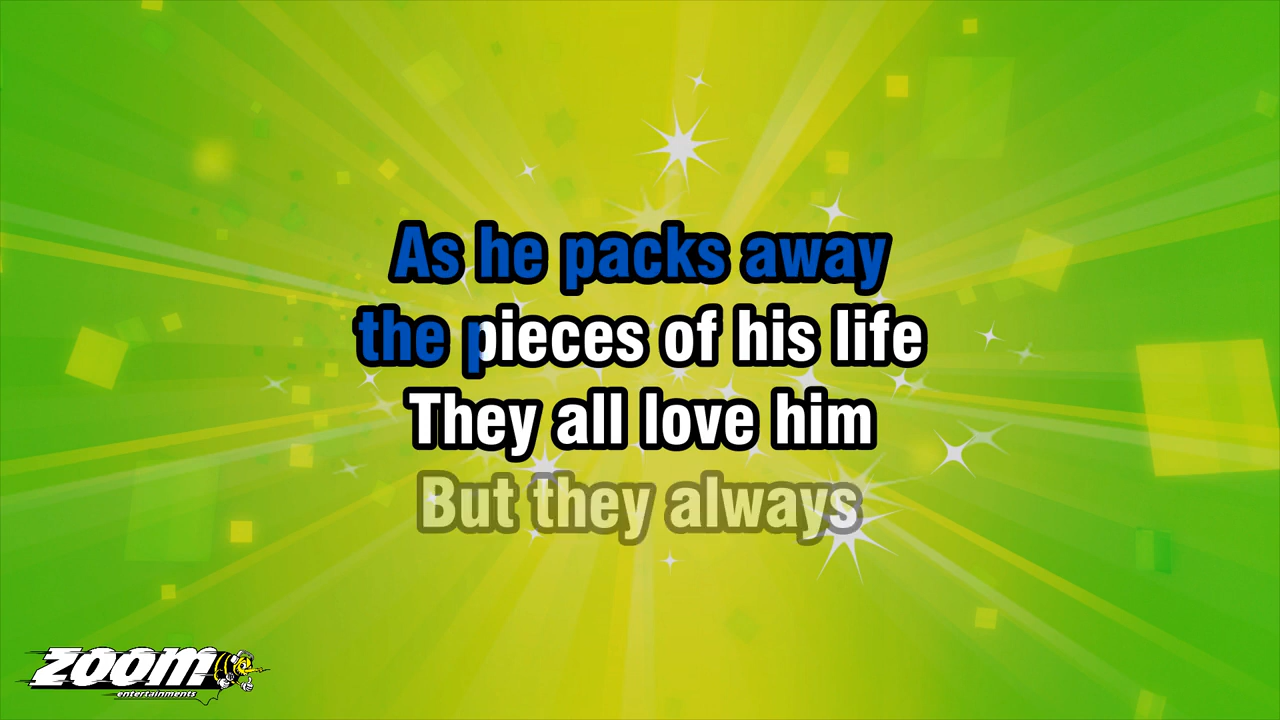 As he packs away
the pieces of his life
They all love him
But they always
ZOOM
entertainments